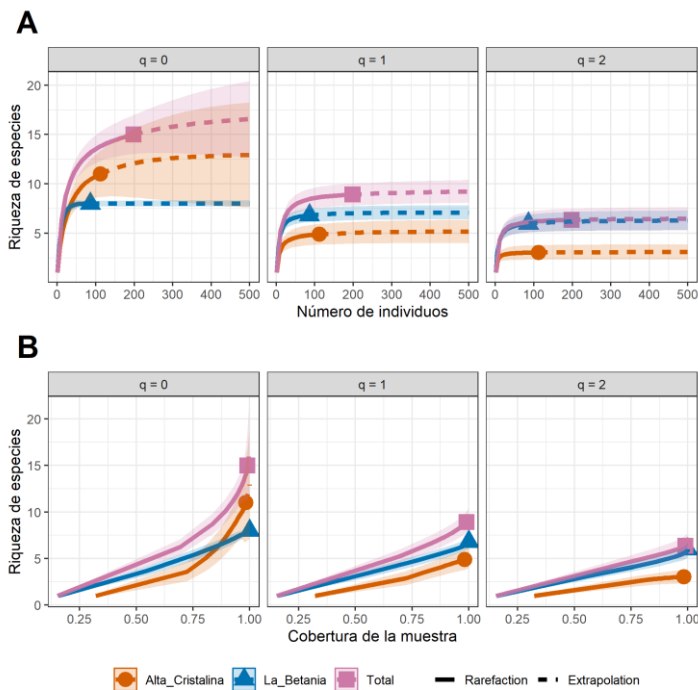 A
q = 0
q = 1
q = 2
Riqueza de especies
20
15
10
5
0 100 200 300 400 500
0 100 200 300 400 500
0 100 200 300 400 500
Número de individuos
B
q = 0
q = 1
q = 2
Riqueza de especies
20
15
10
5
0
0.25 0.50 0.75 1.00
0.25 0.50 0.75 1.00
0.25 0.50 0.75 1.00
Cobertura de la muestra
Alta_Cristalina La_Betania Total Rarefaction Extrapolation